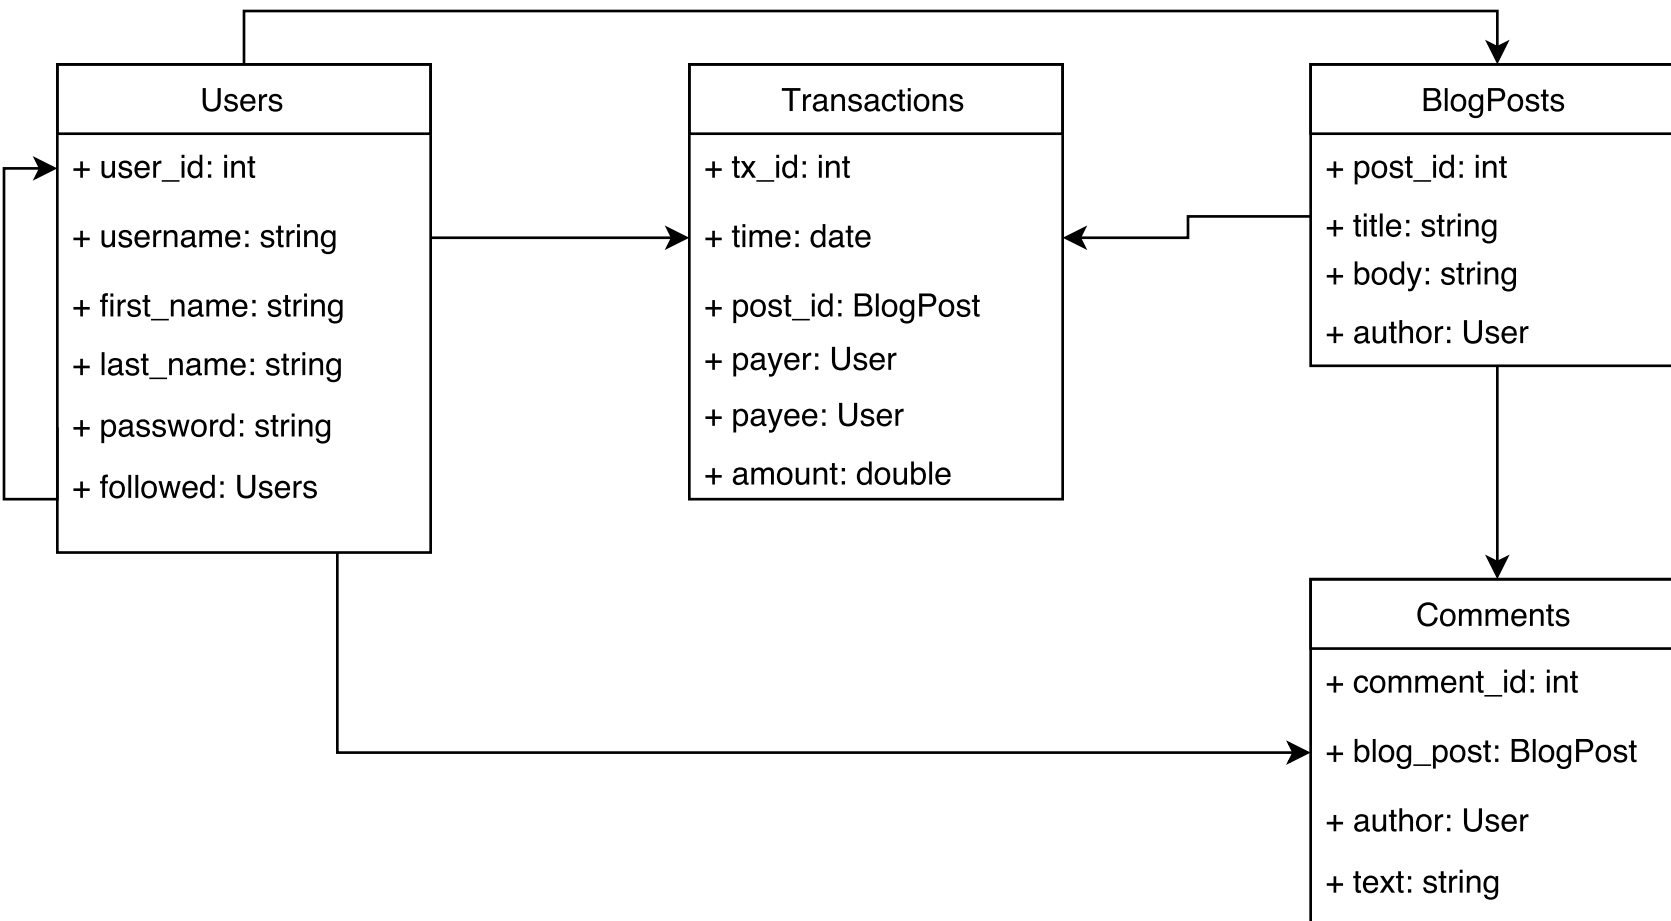 Users
+ user_id: int
+ username: string
+ first_name: string
+ last_name: string
+ password: string
+ followed: Users
Transactions
+ tx_id: int
+ time: date
+ post_id: BlogPost
+ payer: User
+ payee: User
+ amount: double
BlogPosts
+ post_id: int
+ title: string
+ body: string
+ author: User
Comments
+ comment_id: int
+ blog_post: BlogPost
+ author: User
+ text: string